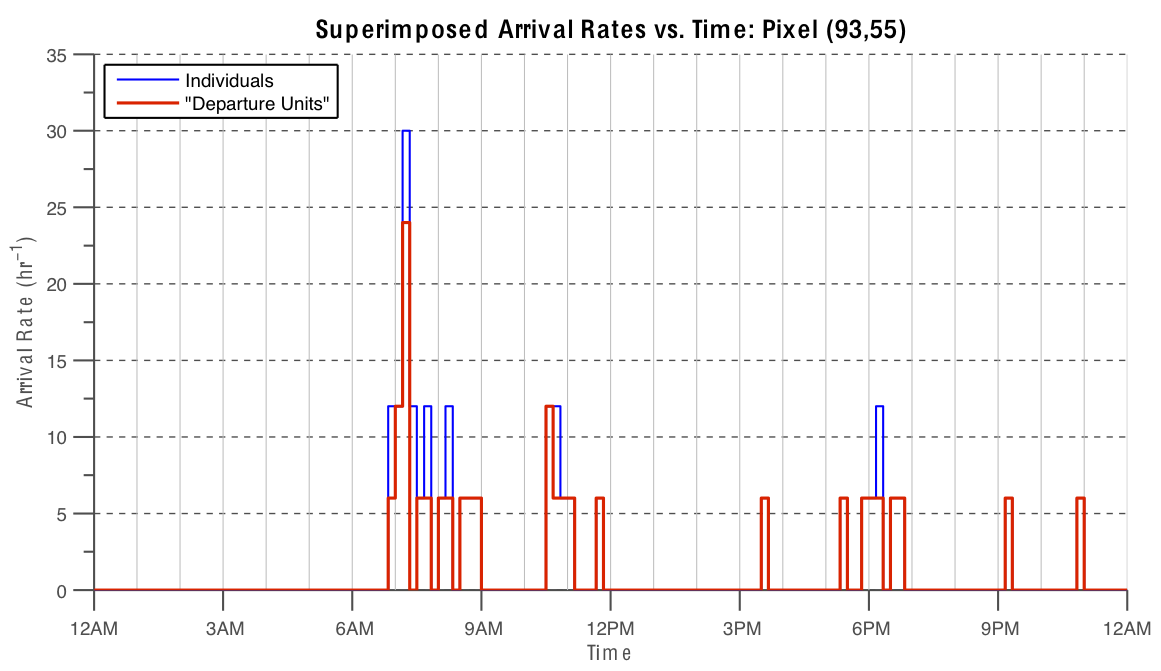 Superimposed Arrival Rates vs. Time: Pixel (93,55)
35
30
25
20
15
10
5
0
Individuals
"Departure Units"
Arrival Rate (hr⁻¹)
12AM 3AM 6AM 9AM 12PM 3PM 6PM 9PM 12AM
Time